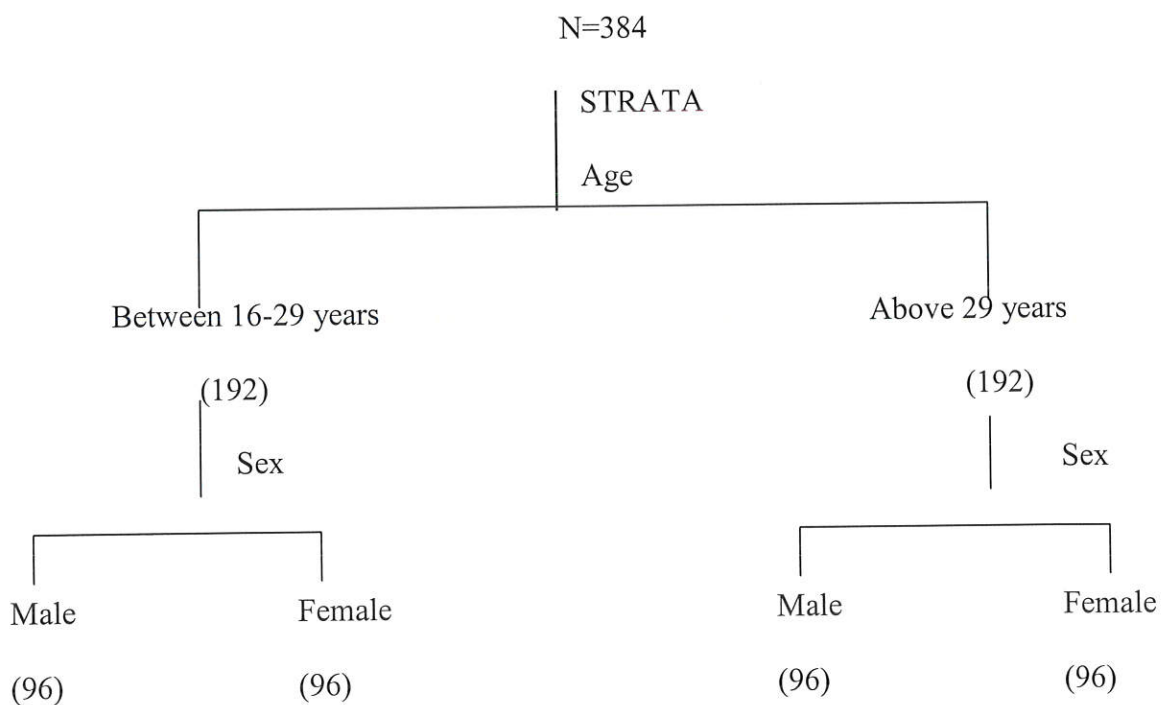 N=384
STRATA
Age
Between 16-29 years
Above 29 years
(192)
(192)
Sex
Sex
Male
Female
Male
Female
(96)
(96)
(96)
(96)